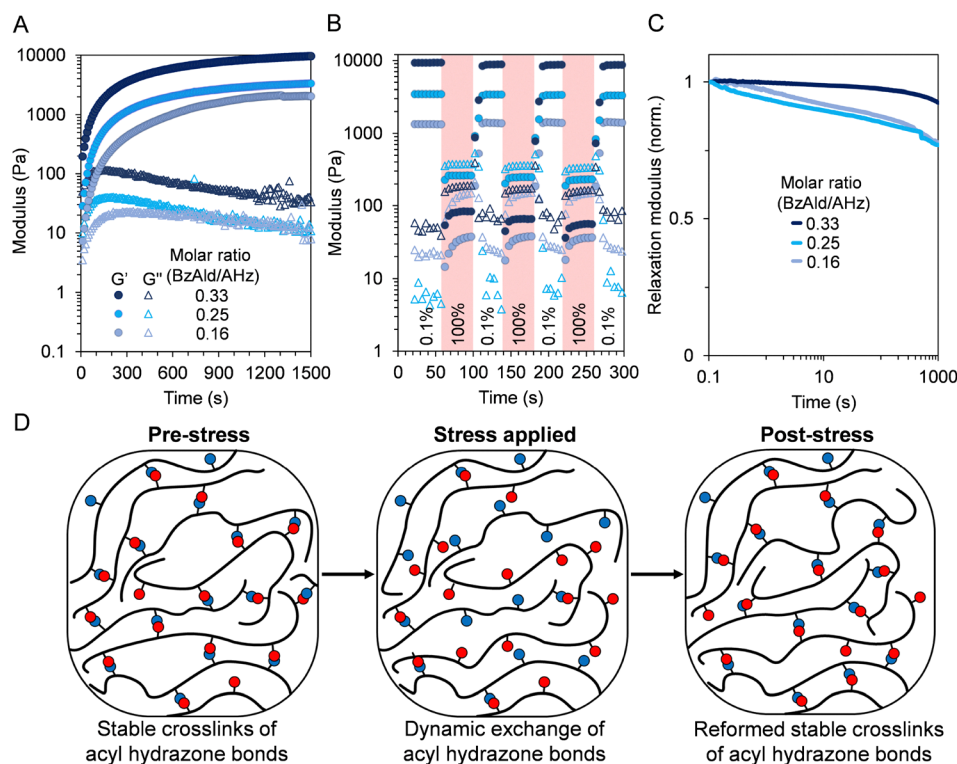 A
Modulus (Pa)
10000
1000
100
10
1
0.1
G'
G"
Molar ratio
(BzAld/AHz)
0.33
0.25
0.16
0
300
600
900
1200
1500
Time (s)
B
Modulus (Pa)
10000
1000
100
10
1
0.1%
100%
0.1%
100%
0.1%
100%
0.1%
0
50
100
150
200
250
300
Time (s)
C
Relaxation mdoulus (norm.)
1
0.5
0
Molar ratio
(BzAld/AHz)
0.33
0.25
0.16
0.1
10
1000
Time (s)
D
Pre-stress
Stress applied
Post-stress
Stable crosslinks of
acyl hydrazone bonds
Dynamic exchange of
acyl hydrazone bonds
Reformed stable crosslinks
of acyl hydrazone bonds